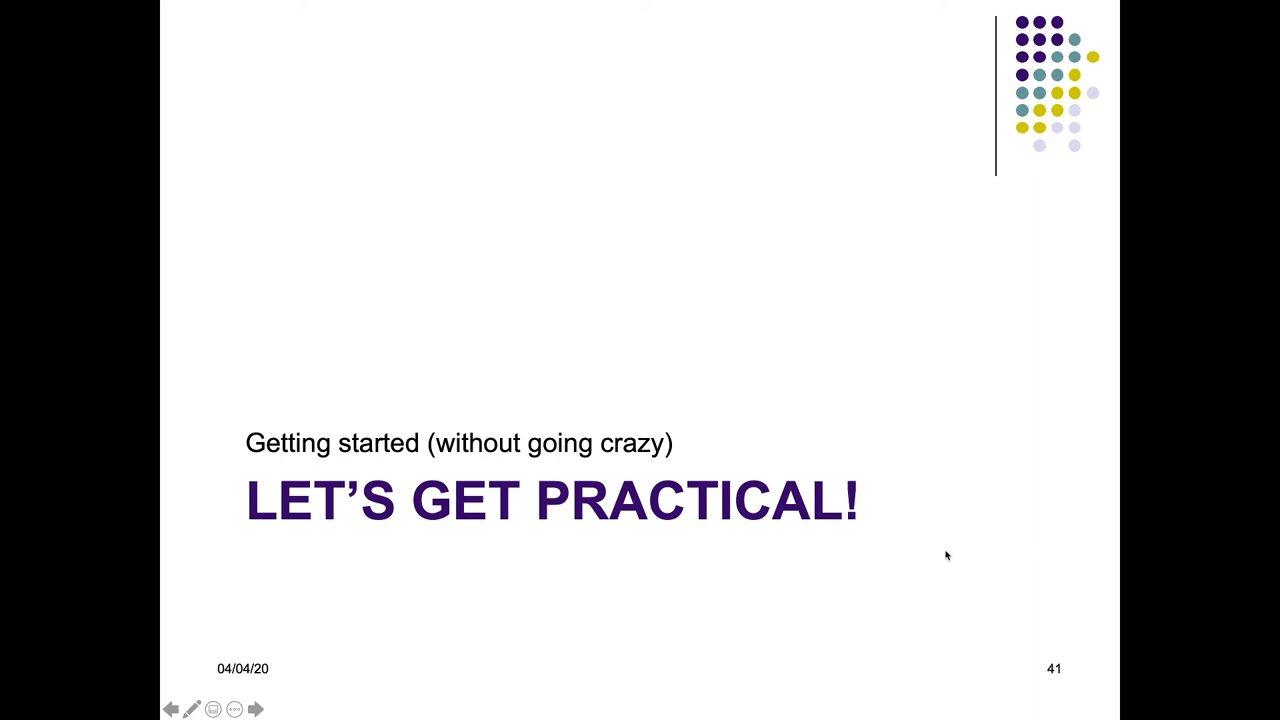 Getting started (without going crazy)
LET’S GET PRACTICAL!
04/04/20
41